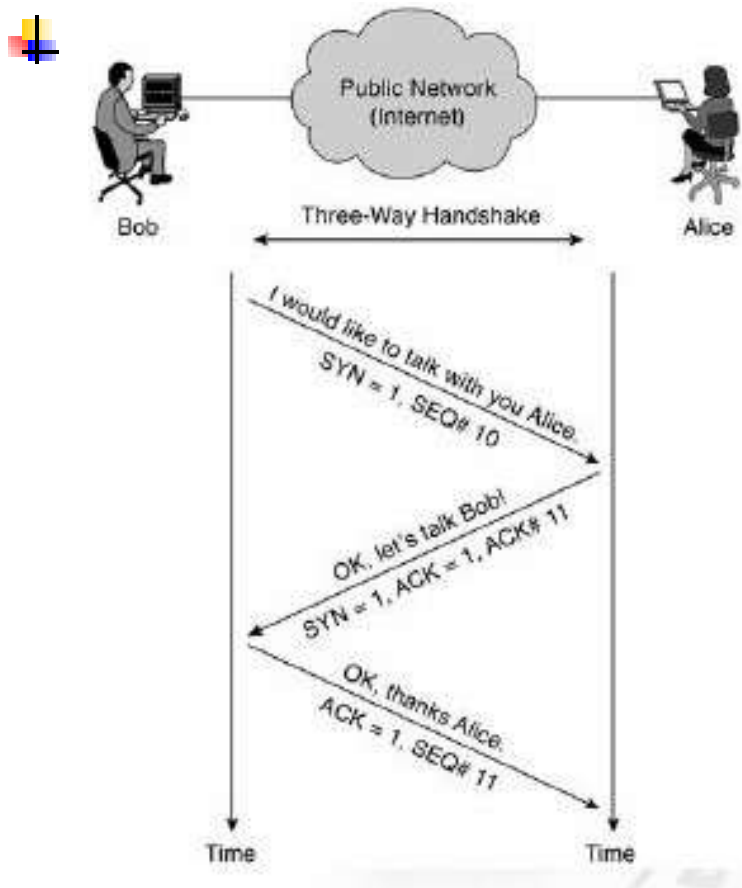 Public Network
(Internet)
Bob
Three-Way Handshake
Alice
I would like to talk with you Alice.
SYN = 1, SEQ# 10
OK, let's talk Bob!
SYN = 1, ACK = 1, ACK# 11
OK, thanks Alice.
ACK = 1, SEQ# 11
Time
Time